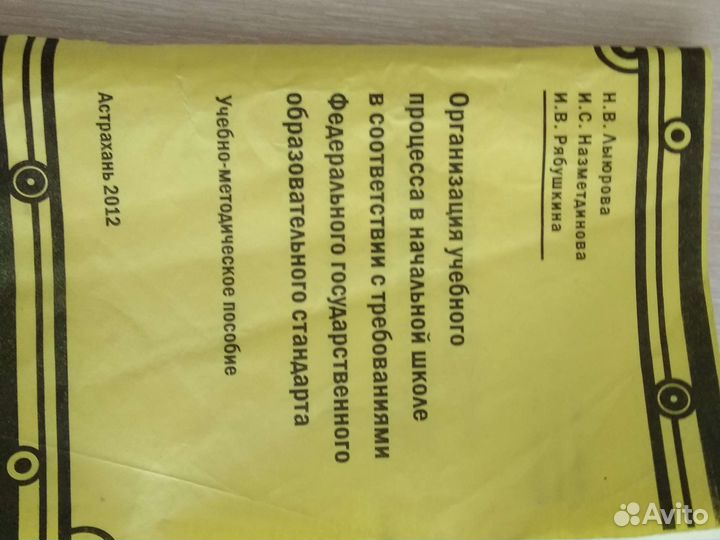 Н.В. Лыюрова
И.С. Назметдинова
И.В. Рябушкина
Организация учебного
процесса в начальной школе
в соответствии с требованиями
Федерального государственного
образовательного стандарта
Учебно-методическое пособие
Астрахань 2012
Avito